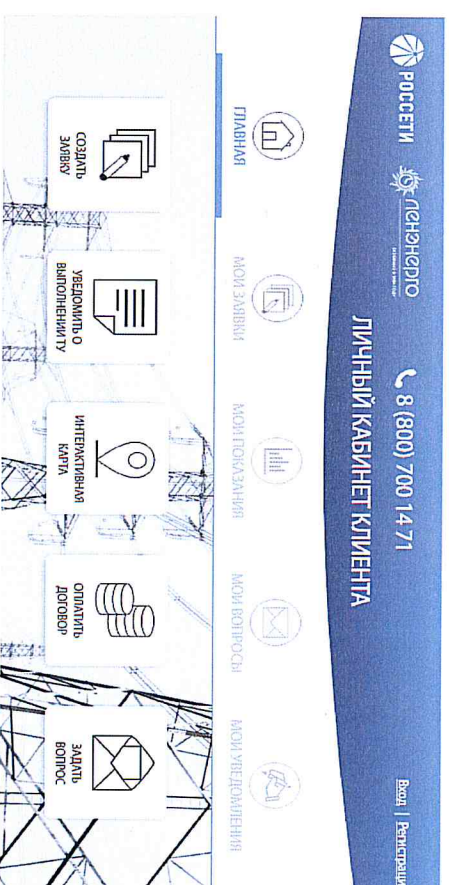 РОССЕТИ
ЛЕНЭНЕРГО
8 (800) 700 14 71
Вход | Регистраци
ЛИЧНЫЙ КАБИНЕТ КЛИЕНТА
ГЛАВНАЯ
МОИ ЗАЯВКИ
МОИ ПОКАЗАНИЯ
МОИ ВОПРОСЫ
МОИ УВЕДОМЛЕНИЯ
СОЗДАТЬ
ЗАЯВКУ
УВЕДОМИТЬ О
ВЫПОЛНЕНИИ ТУ
ИНТЕРАКТИВНАЯ
КАРТА
ОПЛАТИТЬ
ДОГОВОР
ЗАДАТЬ
ВОПРОС